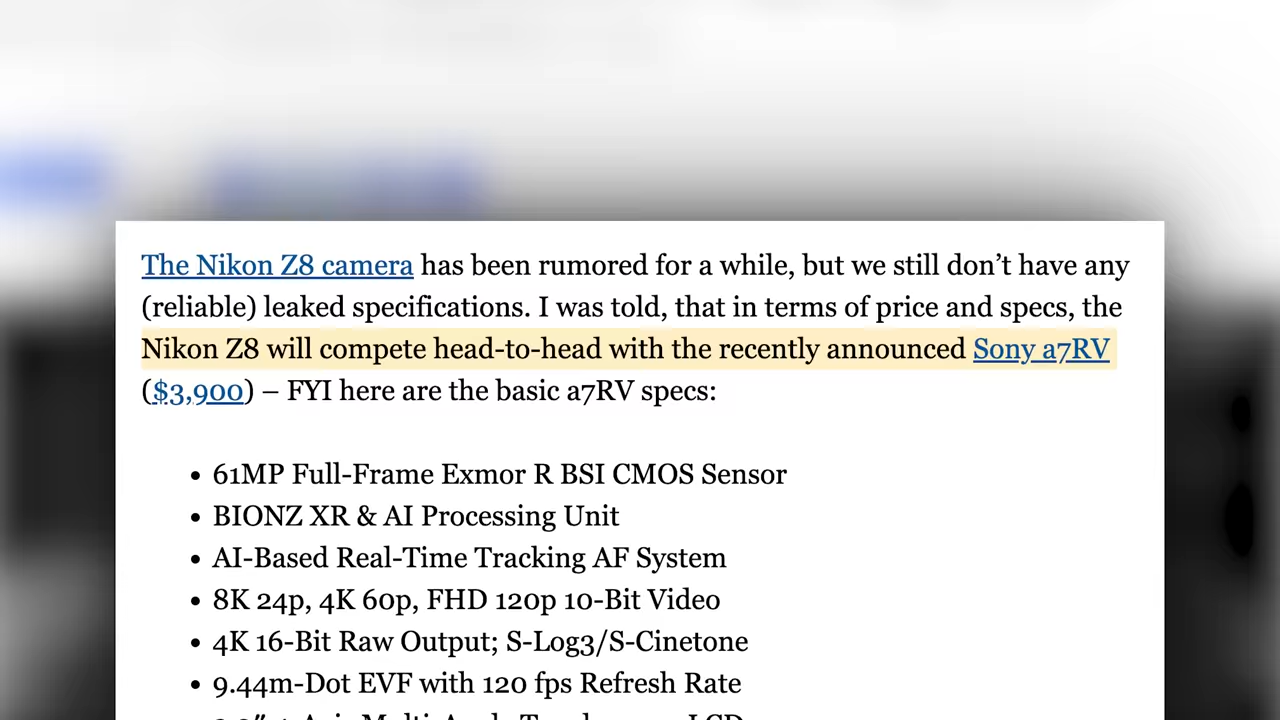 The Nikon Z8 camera has been rumored for a while, but we still don’t have any
(reliable) leaked specifications. I was told, that in terms of price and specs, the
Nikon Z8 will compete head-to-head with the recently announced Sony a7RV
($3,900) – FYI here are the basic a7RV specs:
• 61MP Full-Frame Exmor R BSI CMOS Sensor
• BIONZ XR & AI Processing Unit
• AI-Based Real-Time Tracking AF System
• 8K 24p, 4K 60p, FHD 120p 10-Bit Video
• 4K 16-Bit Raw Output; S-Log3/S-Cinetone
• 9.44m-Dot EVF with 120 fps Refresh Rate